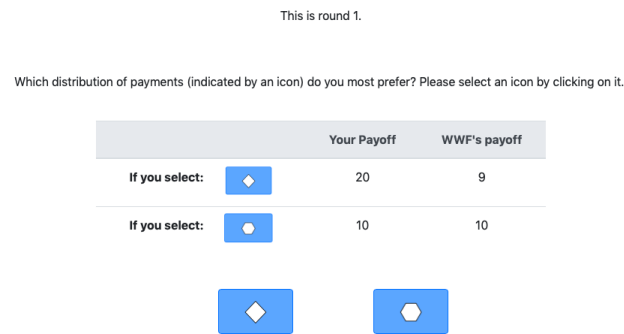 This is round 1.
Which distribution of payments (indicated by an icon) do you most prefer? Please select an icon by clicking on it.
Your Payoff WWF's payoff
If you select: 20 9
If you select: 10 10